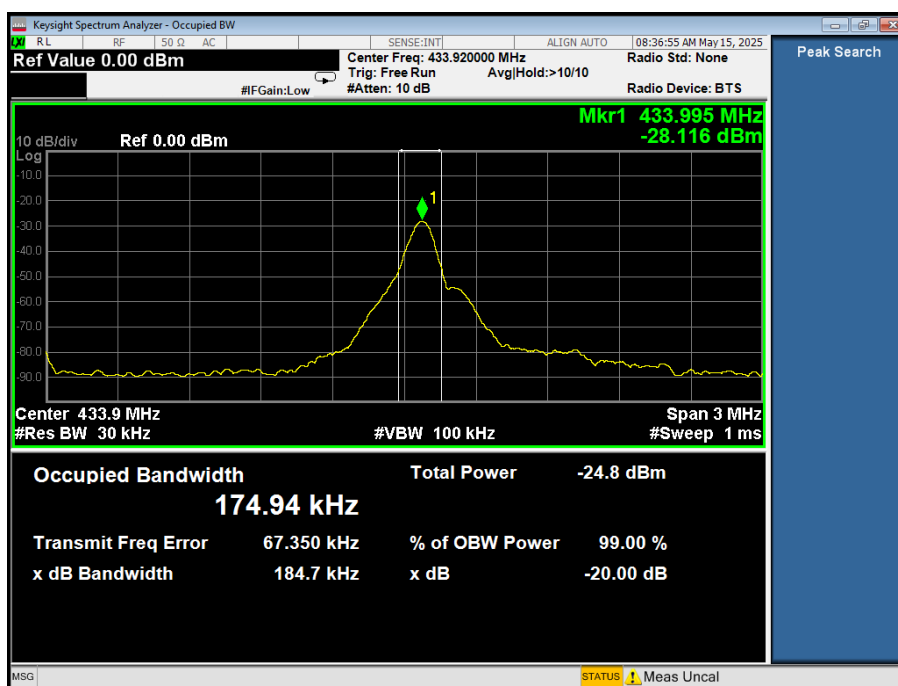 Keysight Spectrum Analyzer - Occupied BW
LXI RL RF 50 Ω AC SENSE:INT ALIGN AUTO 08:36:55 AM May 15, 2025
Ref Value 0.00 dBm
Center Freq: 433.920000 MHz
Radio Std: None
Trig: Free Run Avg|Hold:>10/10
#IFGain:Low #Atten: 10 dB Radio Device: BTS
Peak Search
Mkr1 433.995 MHz
-28.116 dBm
10 dB/div Ref 0.00 dBm
Log
-10.0
-20.0
1
-30.0
-40.0
-50.0
-60.0
-70.0
-80.0
-90.0
Center 433.9 MHz Span 3 MHz
#Res BW 30 kHz #VBW 100 kHz #Sweep 1 ms
Occupied Bandwidth Total Power -24.8 dBm
174.94 kHz
Transmit Freq Error 67.350 kHz % of OBW Power 99.00 %
x dB Bandwidth 184.7 kHz x dB -20.00 dB
MSG STATUS Meas Uncal